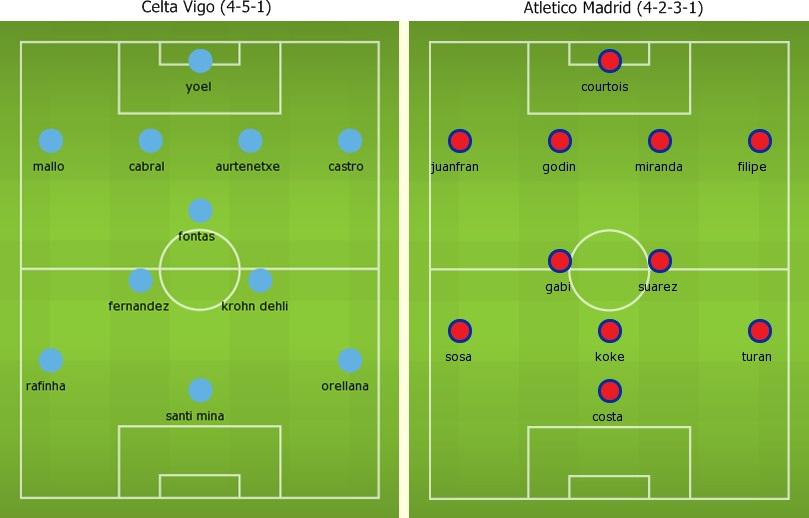 Celta Vigo (4-5-1)
yoel
mallo
cabral
aurtenetxe
castro
fontas
fernandez
krohn dehli
rafinha
orellana
santi mina
Atletico Madrid (4-2-3-1)
courtois
juanfran
godin
miranda
filipe
gabi
suarez
sosa
koke
turan
costa